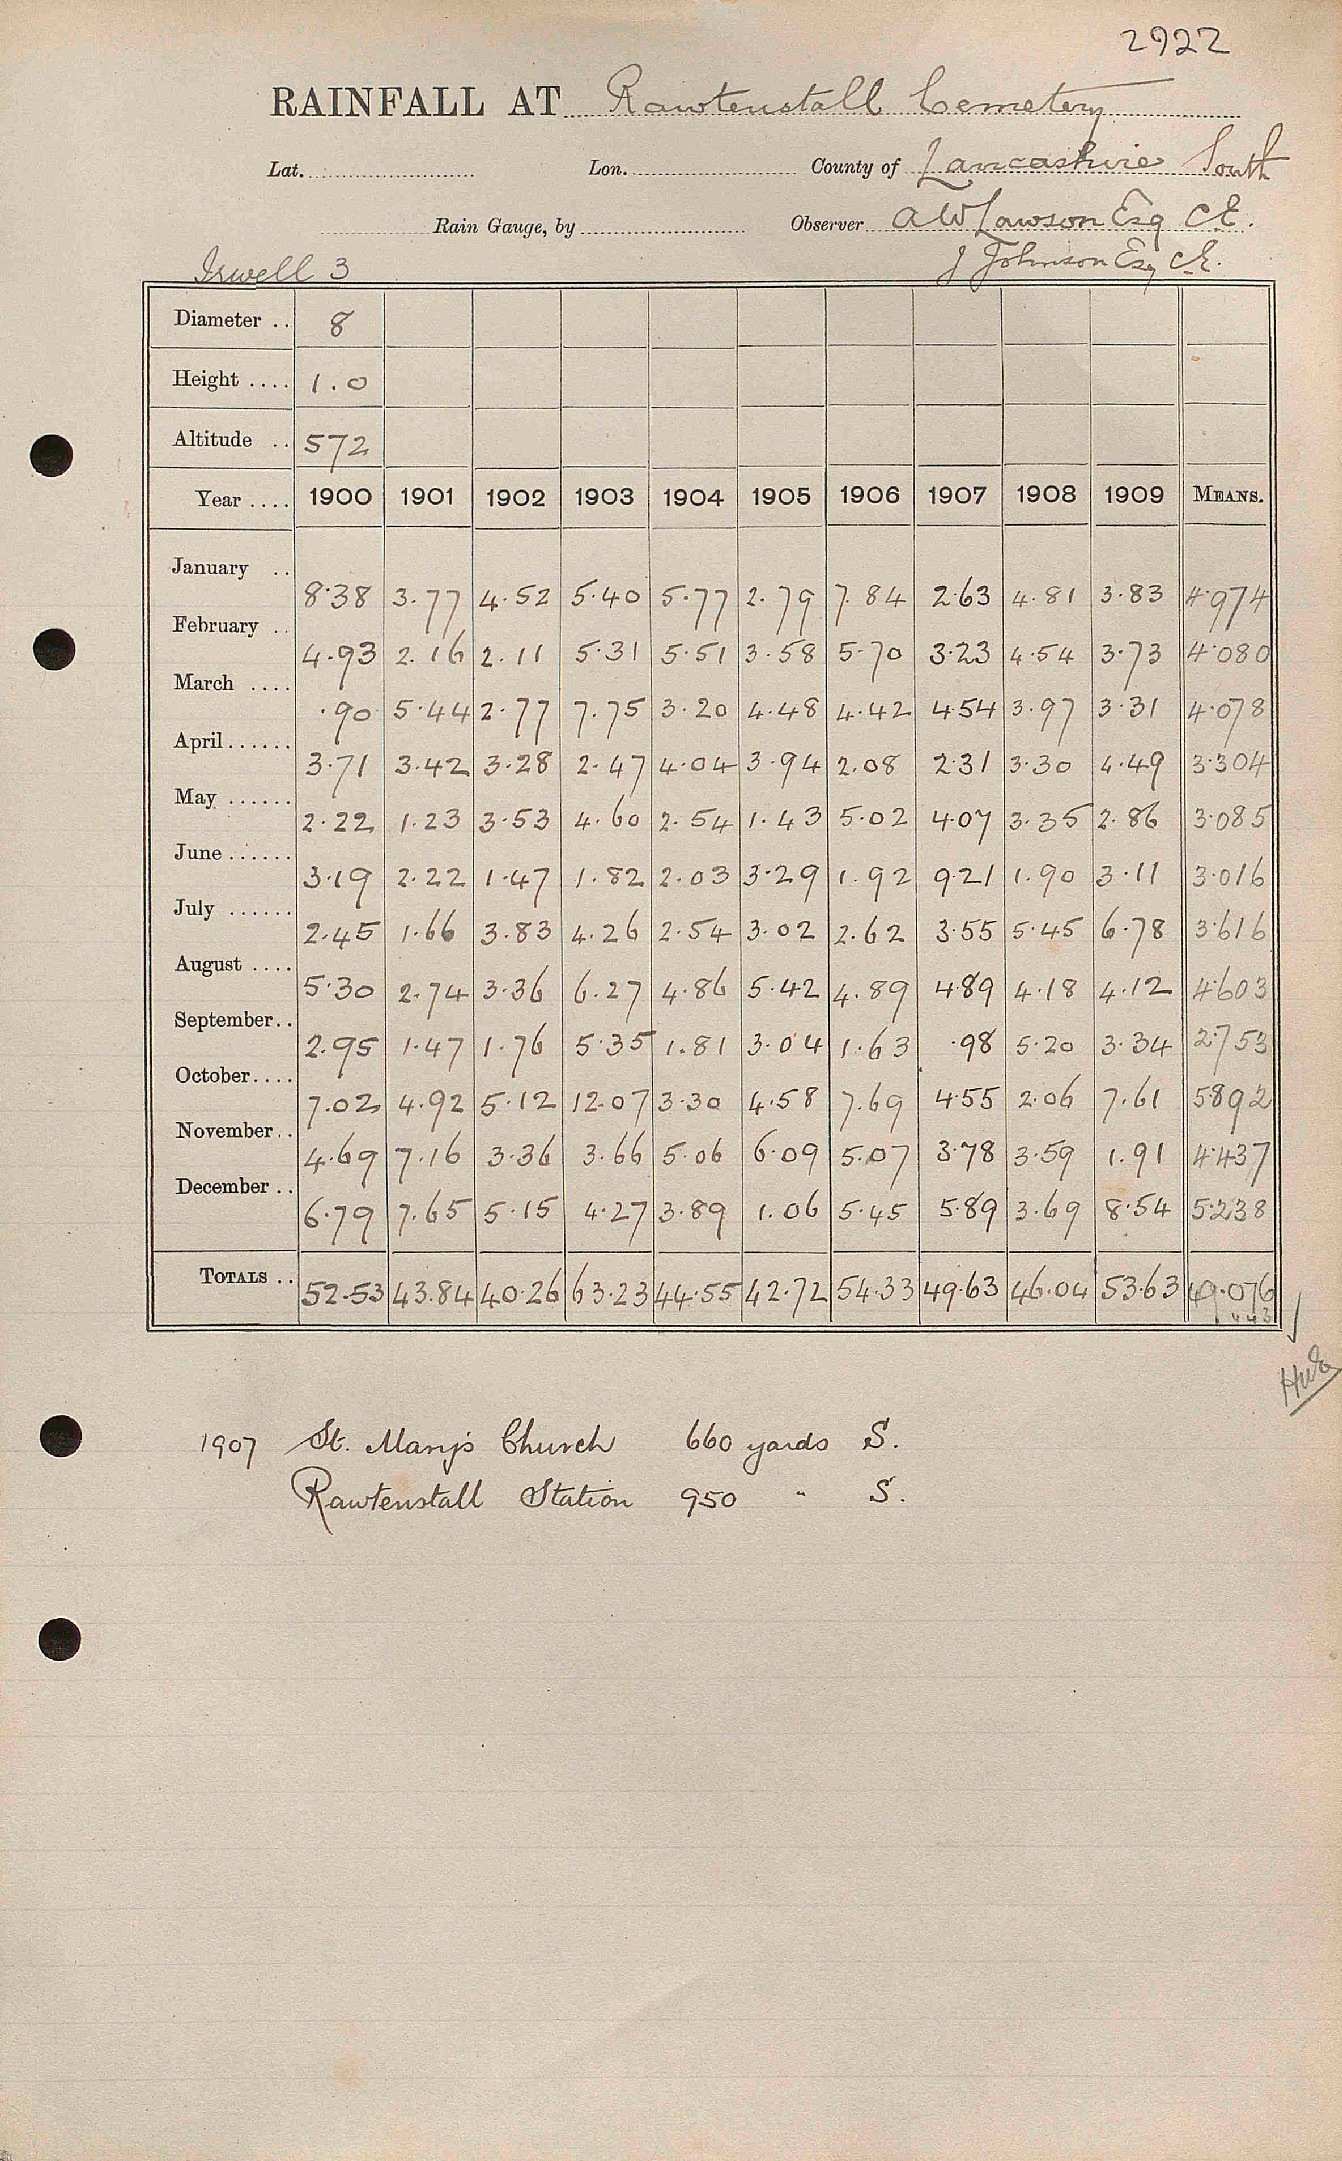 2922
RAINFALL AT Rawtenstall Cemetery
Lat. Lon. County of Lancashire South
Rain Gauge, by Observer A W Lawson Esq C.E.
Irwell 3 J Johnson Esq C.E.
Diameter .. 8
Height .... 1.0
Altitude .. 572
Year .... 1900 1901 1902 1903 1904 1905 1906 1907 1908 1909 MEANS.
January .. 8.38 3.77 4.52 5.40 5.77 2.79 7.84 2.63 4.81 3.83 4.974
February .. 4.93 2.16 2.11 5.31 5.51 3.58 5.70 3.23 4.54 3.73 4.080
March .... .90 5.44 2.77 7.75 3.20 4.48 4.42 4.54 3.97 3.31 4.078
April...... 3.71 3.42 3.28 2.47 4.04 3.94 2.08 2.31 3.30 4.49 3.304
May ...... 2.22 1.23 3.53 4.60 2.54 1.43 5.02 4.07 3.35 2.86 3.085
June...... 3.19 2.22 1.47 1.82 2.03 3.29 1.92 9.21 1.90 3.11 3.016
July ...... 2.45 1.66 3.83 4.26 2.54 3.02 2.62 3.55 5.45 6.78 3.616
August .... 5.30 2.74 3.36 6.27 4.86 5.42 4.89 4.89 4.18 4.12 4.603
September.. 2.95 1.47 1.76 5.35 1.81 3.04 1.63 .98 5.20 3.34 2.753
October.... 7.02 4.92 5.12 12.07 3.30 4.58 7.69 4.55 2.06 7.61 5.892
November.. 4.69 7.16 3.36 3.66 5.06 6.09 5.07 3.78 3.59 1.91 4.437
December .. 6.79 7.65 5.15 4.27 3.89 1.06 5.45 5.89 3.69 8.54 5.238
TOTALS .. 52.53 43.84 40.26 63.23 44.55 42.72 54.33 49.63 46.04 53.63 49.076
1907 St. Mary's Church 660 yards S.
Rawtenstall Station 950 " S.